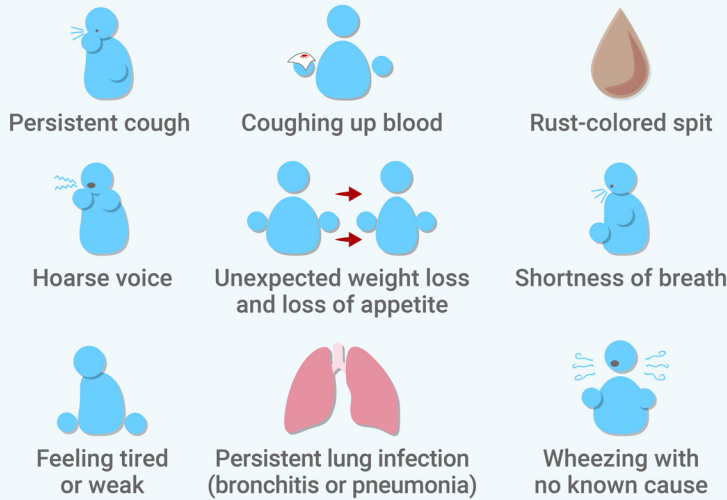 Persistent cough
Coughing up blood
Rust-colored spit
Hoarse voice
Unexpected weight loss
and loss of appetite
Shortness of breath
Feeling tired
or weak
Persistent lung infection
(bronchitis or pneumonia)
Wheezing with
no known cause